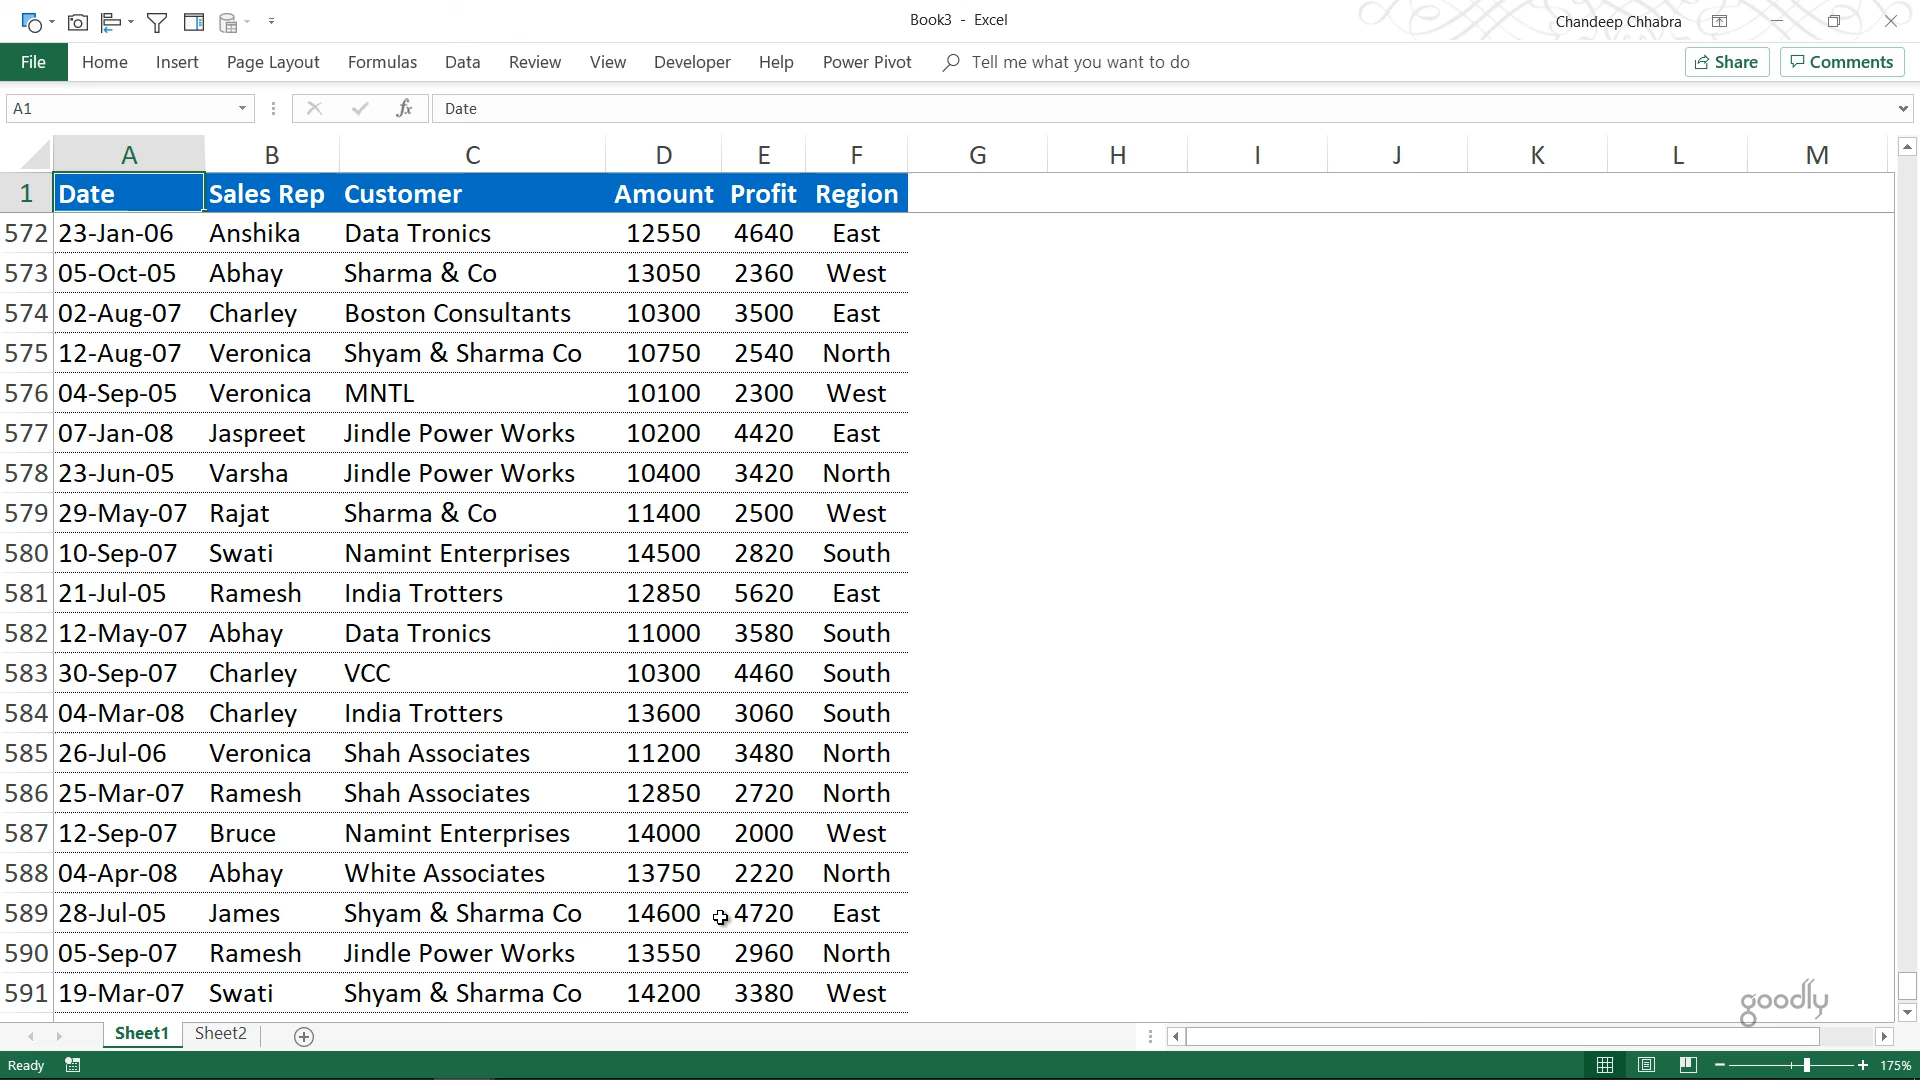 Book3 - Excel
Chandeep Chhabra
File Home Insert Page Layout Formulas Data Review View Developer Help Power Pivot Tell me what you want to do Share Comments
A1 fx Date
A B C D E F G H I J K L M
1 Date Sales Rep Customer Amount Profit Region
572 23-Jan-06 Anshika Data Tronics 12550 4640 East
573 05-Oct-05 Abhay Sharma & Co 13050 2360 West
574 02-Aug-07 Charley Boston Consultants 10300 3500 East
575 12-Aug-07 Veronica Shyam & Sharma Co 10750 2540 North
576 04-Sep-05 Veronica MNTL 10100 2300 West
577 07-Jan-08 Jaspreet Jindle Power Works 10200 4420 East
578 23-Jun-05 Varsha Jindle Power Works 10400 3420 North
579 29-May-07 Rajat Sharma & Co 11400 2500 West
580 10-Sep-07 Swati Namint Enterprises 14500 2820 South
581 21-Jul-05 Ramesh India Trotters 12850 5620 East
582 12-May-07 Abhay Data Tronics 11000 3580 South
583 30-Sep-07 Charley VCC 10300 4460 South
584 04-Mar-08 Charley India Trotters 13600 3060 South
585 26-Jul-06 Veronica Shah Associates 11200 3480 North
586 25-Mar-07 Ramesh Shah Associates 12850 2720 North
587 12-Sep-07 Bruce Namint Enterprises 14000 2000 West
588 04-Apr-08 Abhay White Associates 13750 2220 North
589 28-Jul-05 James Shyam & Sharma Co 14600 4720 East
590 05-Sep-07 Ramesh Jindle Power Works 13550 2960 North
591 19-Mar-07 Swati Shyam & Sharma Co 14200 3380 West
goodly
Sheet1 Sheet2
Ready 175%